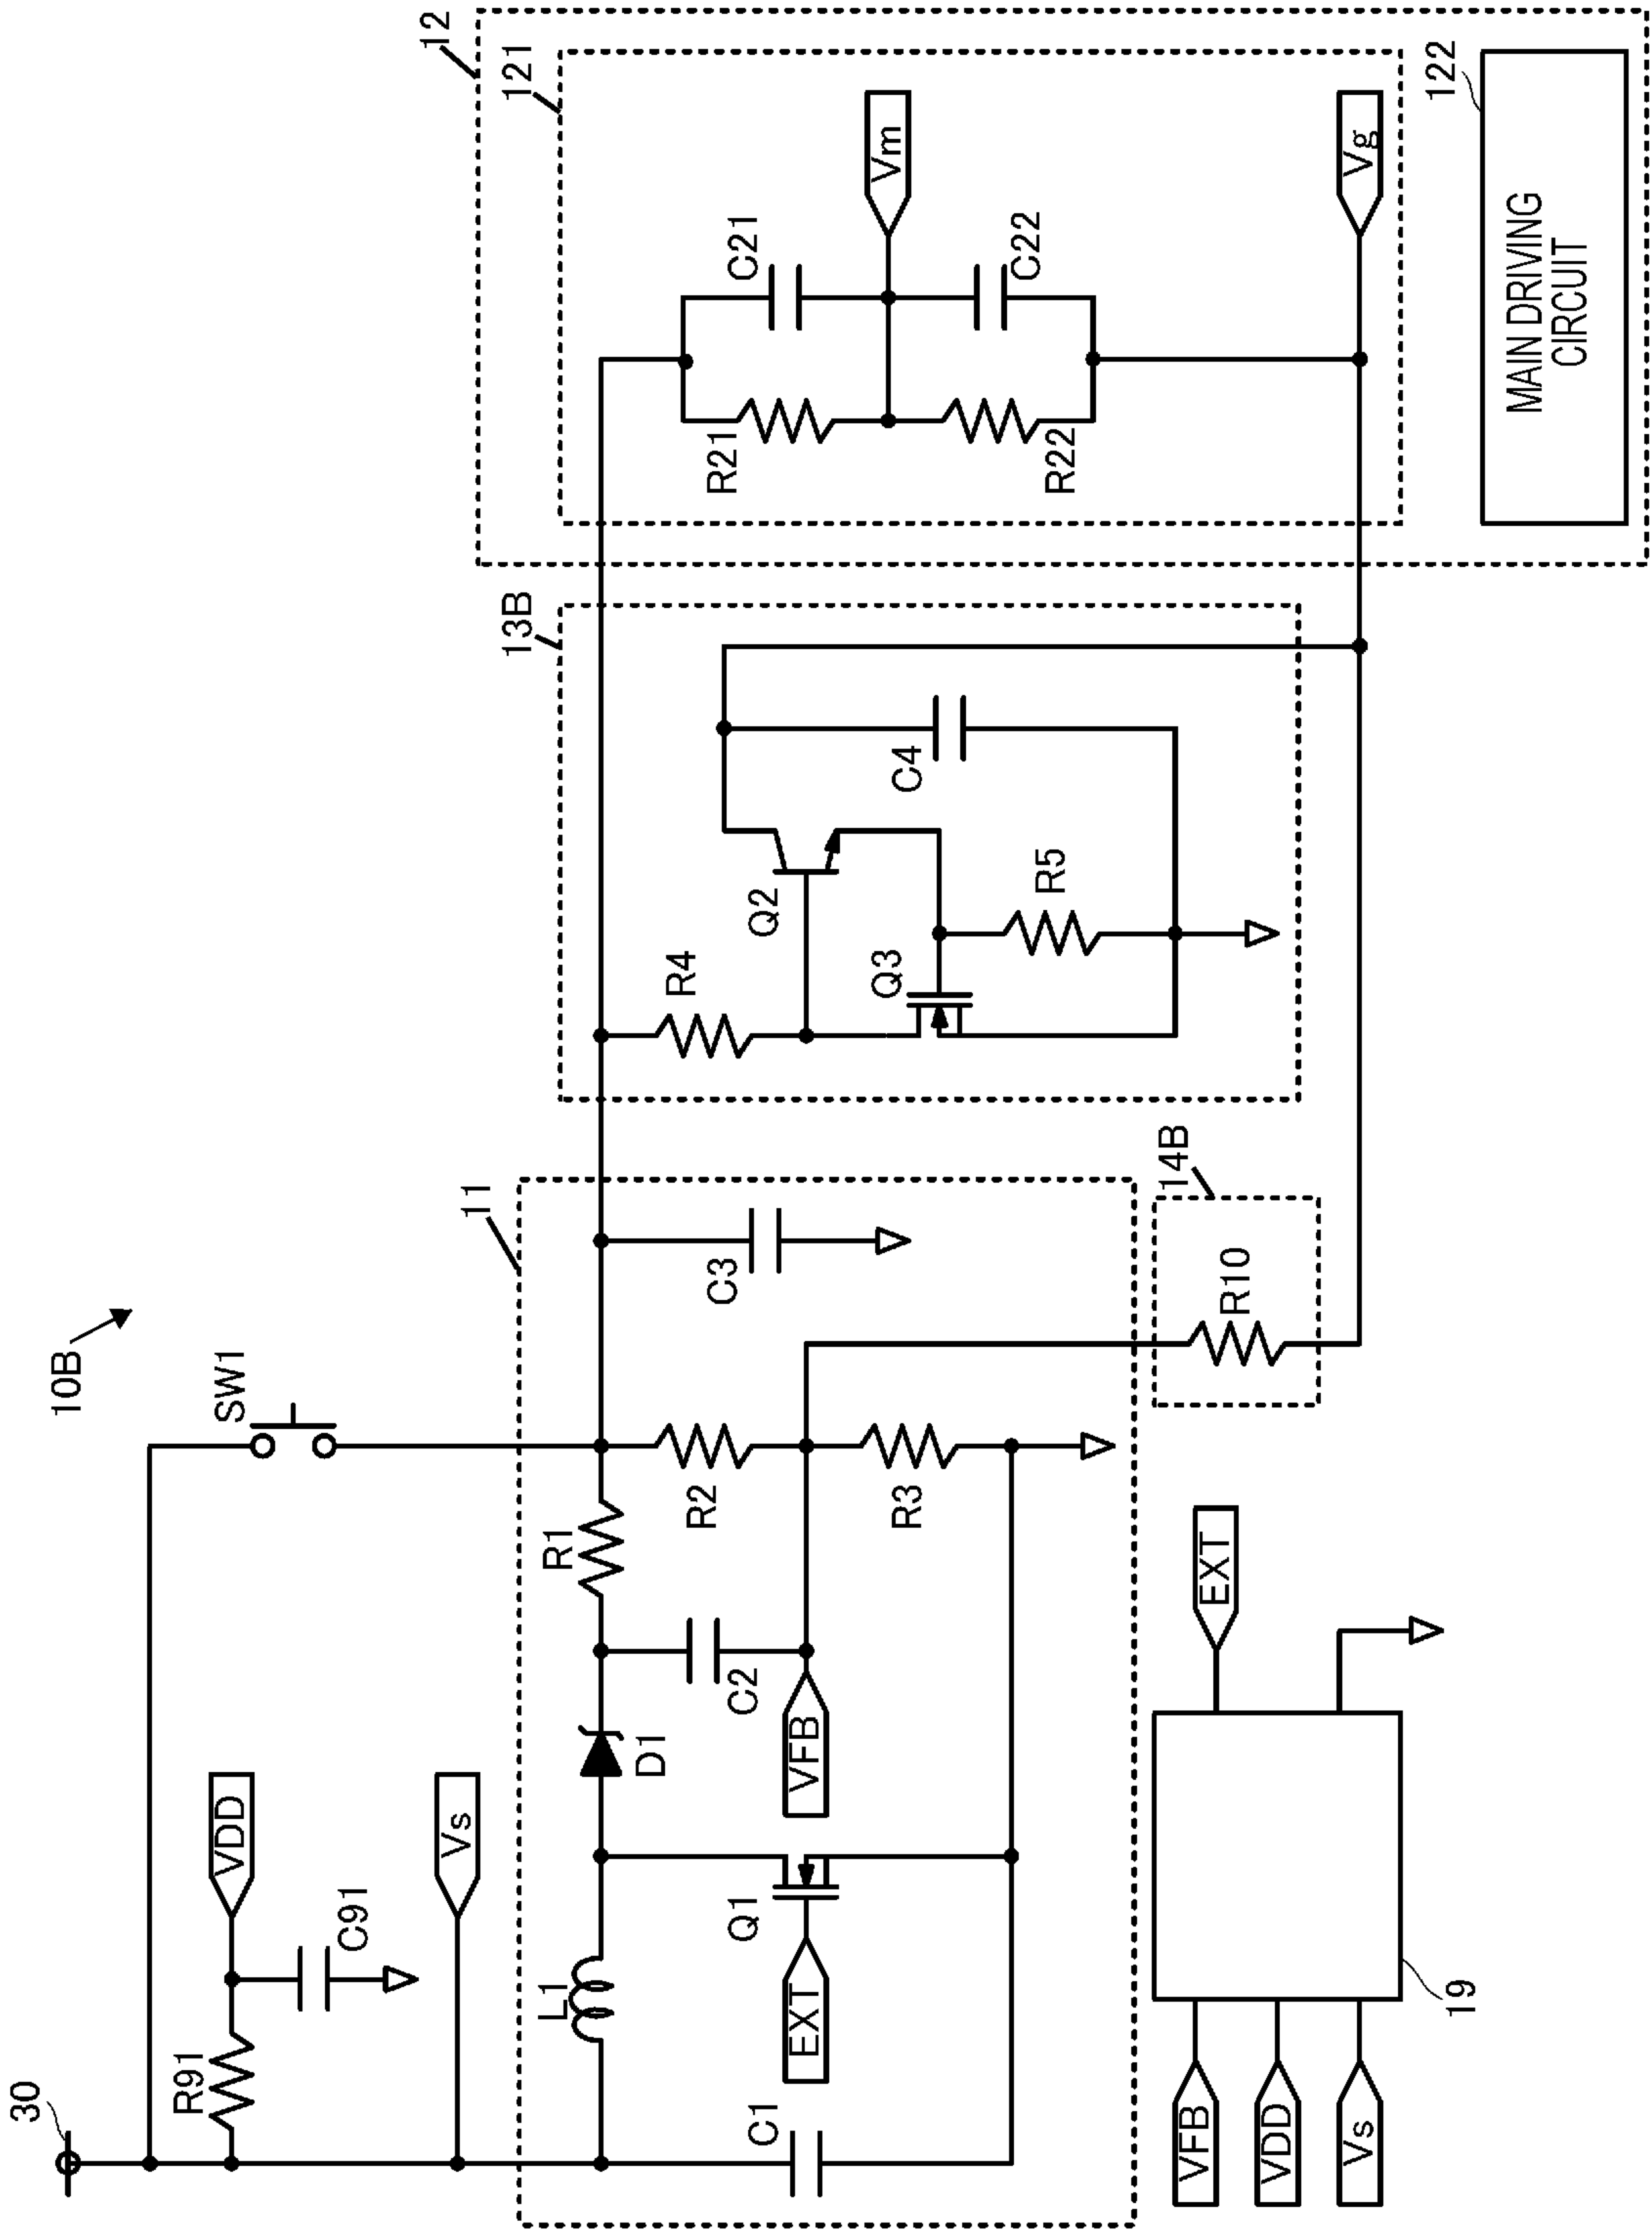 10B
30
SW1
R91
VDD
C91
Vs
11
L1
D1
R1
C1
EXT
Q1
VFB
C2
R2
R3
C3
14B
R10
13B
R4
Q2
Q3
R5
C4
12
121
R21
C21
Vm
R22
C22
Vg
122
MAIN DRIVING
CIRCUIT
VFB
VDD
Vs
EXT
19